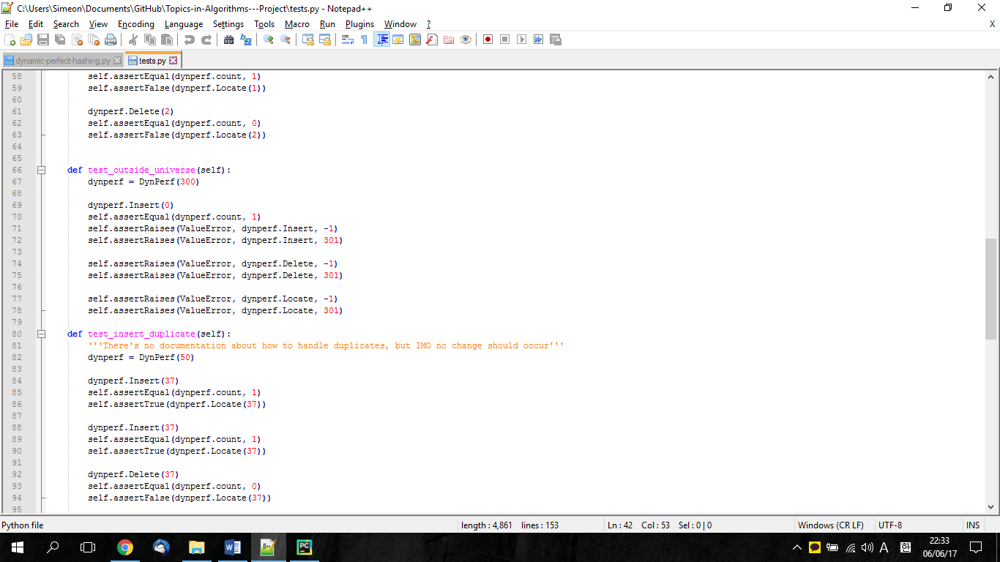 C:\Users\Simeon\Documents\GitHub\Topics-in-Algorithms---Project\tests.py - Notepad++
File Edit Search View Encoding Language Settings Tools Macro Run Plugins Window ? X
dynamic-perfect-hashing.py tests.py
58 self.assertEqual(dynperf.count, 1)
59 self.assertFalse(dynperf.Locate(1))
60
61 dynperf.Delete(2)
62 self.assertEqual(dynperf.count, 0)
63 self.assertFalse(dynperf.Locate(2))
64
65
66 def test_outside_universe(self):
67 dynperf = DynPerf(300)
68
69 dynperf.Insert(0)
70 self.assertEqual(dynperf.count, 1)
71 self.assertRaises(ValueError, dynperf.Insert, -1)
72 self.assertRaises(ValueError, dynperf.Insert, 301)
73
74 self.assertRaises(ValueError, dynperf.Delete, -1)
75 self.assertRaises(ValueError, dynperf.Delete, 301)
76
77 self.assertRaises(ValueError, dynperf.Locate, -1)
78 self.assertRaises(ValueError, dynperf.Locate, 301)
79
80 def test_insert_duplicate(self):
81 '''There's no documentation about how to handle duplicates, but IMO no change should occur'''
82 dynperf = DynPerf(50)
83
84 dynperf.Insert(37)
85 self.assertEqual(dynperf.count, 1)
86 self.assertTrue(dynperf.Locate(37))
87
88 dynperf.Insert(37)
89 self.assertEqual(dynperf.count, 1)
90 self.assertTrue(dynperf.Locate(37))
91
92 dynperf.Delete(37)
93 self.assertEqual(dynperf.count, 0)
94 self.assertFalse(dynperf.Locate(37))
95
Python file length : 4,861 lines : 153 Ln : 42 Col : 53 Sel : 0 | 0 Windows (CR LF) UTF-8 INS
A 한 22:33
06/06/17